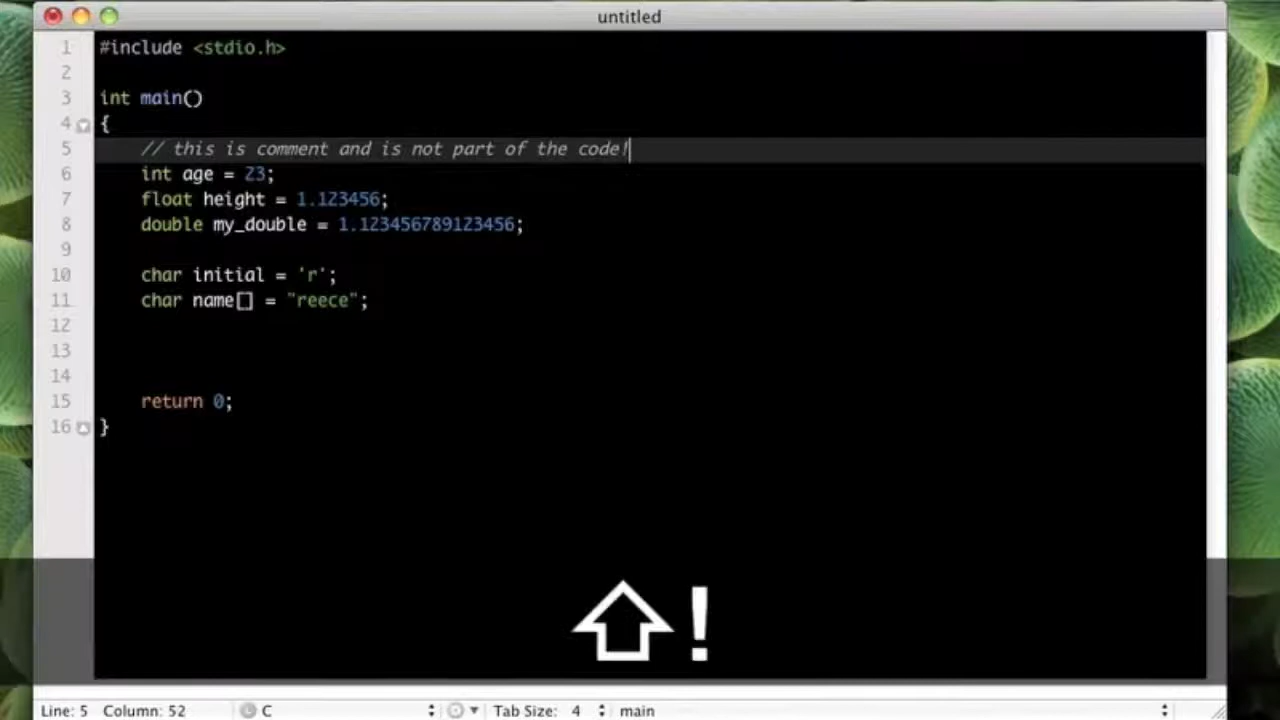 untitled
1 #include <stdio.h>
2
3 int main()
4 {
5 // this is comment and is not part of the code!
6 int age = 23;
7 float height = 1.123456;
8 double my_double = 1.123456789123456;
9
10 char initial = 'r';
11 char name[] = "reece";
12
13
14
15 return 0;
16 }
⇧!
Line: 5 Column: 52 C Tab Size: 4 main